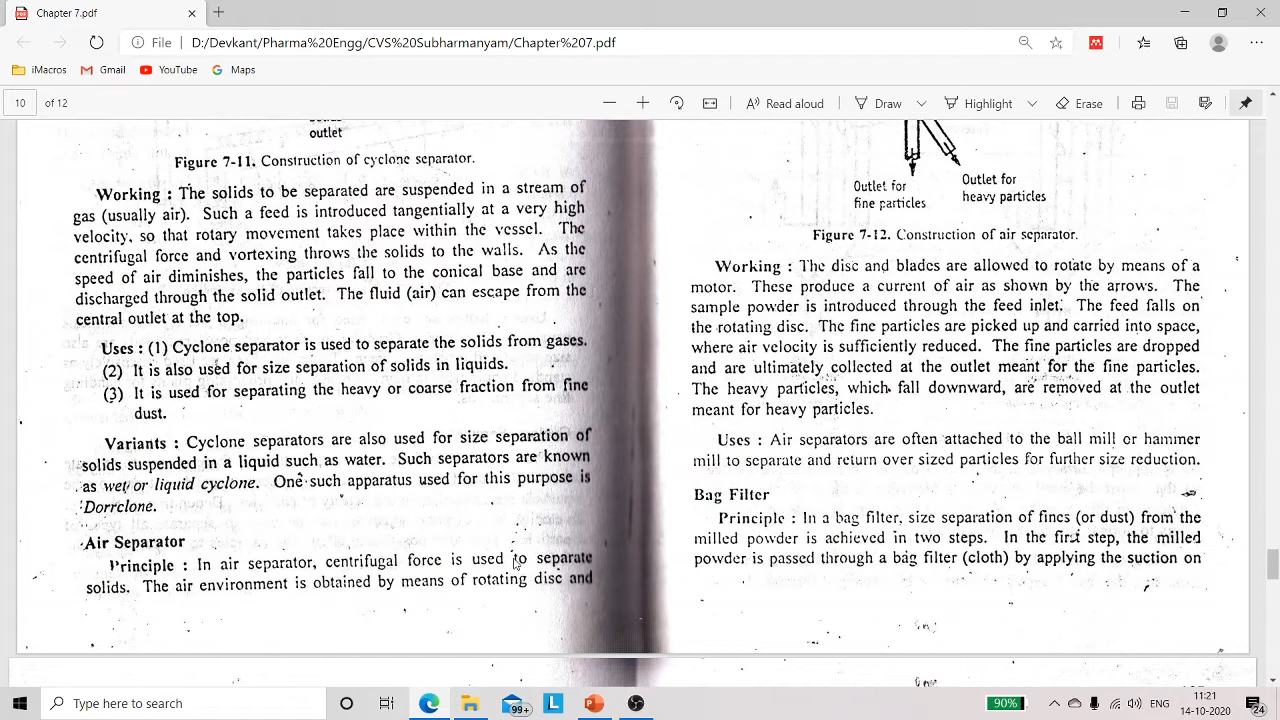 Chapter 7.pdf
File
D:/Devkant/Pharma%20Engg/CVS%20Subharmanyam/Chapter%207.pdf
iMacros
Gmail
YouTube
Maps
10
of 12
Read aloud
Draw
Highlight
Erase
outlet
Figure 7-11. Construction of cyclone separator.
Working : The solids to be separated are suspended in a stream of
gas (usually air). Such a feed is introduced tangentially at a very high
velocity, so that rotary movement takes place within the vessel. The
centrifugal force and vortexing throws the solids to the walls. As the
speed of air diminishes, the particles fall to the conical base and are
discharged through the solid outlet. The fluid (air) can escape from the
central outlet at the top.
Uses : (1) Cyclone separator is used to separate the solids from gases.
(2) It is also used for size separation of solids in liquids.
(3) It is used for separating the heavy or coarse fraction from fine
dust.
Variants : Cyclone separators are also used for size separation of
solids suspended in a liquid such as water. Such separators are known
as wet or liquid cyclone. One such apparatus used for this purpose is
Dorrclone.
Air Separator
Principle : In air separator, centrifugal force is used to separate
solids. The air environment is obtained by means of rotating disc and
Outlet for
fine particles
Outlet for
heavy particles
Figure 7-12. Construction of air separator.
Working : The disc and blades are allowed to rotate by means of a
motor. These produce a current of air as shown by the arrows. The
sample powder is introduced through the feed inlet. The feed falls on
the rotating disc. The fine particles are picked up and carried into space,
where air velocity is sufficiently reduced. The fine particles are dropped
and are ultimately collected at the outlet meant for the fine particles.
The heavy particles, which fall downward, are removed at the outlet
meant for heavy particles.
Uses : Air separators are often attached to the ball mill or hammer
mill to separate and return over sized particles for further size reduction.
Bag Filter
Principle : In a bag filter, size separation of fines (or dust) from the
milled powder is achieved in two steps. In the first step, the milled
powder is passed through a bag filter (cloth) by applying the suction on
Type here to search
99+
90%
ENG
11:21
14-10-2020
24